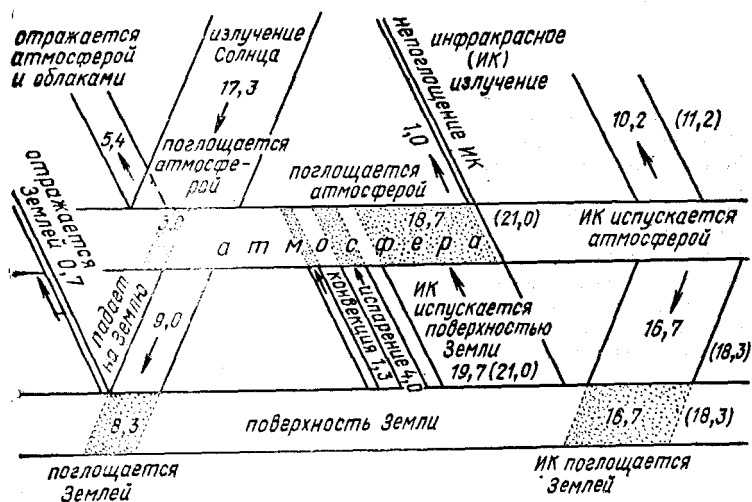 отражается
атмосферой
и облаками
5,4
излучение
Солнца
17,3
поглощается
атмосфе-
рой
непоглощение ИК
1,0
инфракрасное
(ИК)
излучение
10,2
(11,2)
отражается
Землей 0,7
поглощается
атмосферой
18,7
(21,0)
ИК испускается
атмосферой
атмосфера
падает
на Землю
9,0
конвекция 1,3
испарение 4,0
ИК
испускается
поверхностью
Земли
19,7(21,0)
16,7
(18,3)
8,3
поверхность Земли
16,7
(18,3)
поглощается
Землей
ИК поглощается
Землей